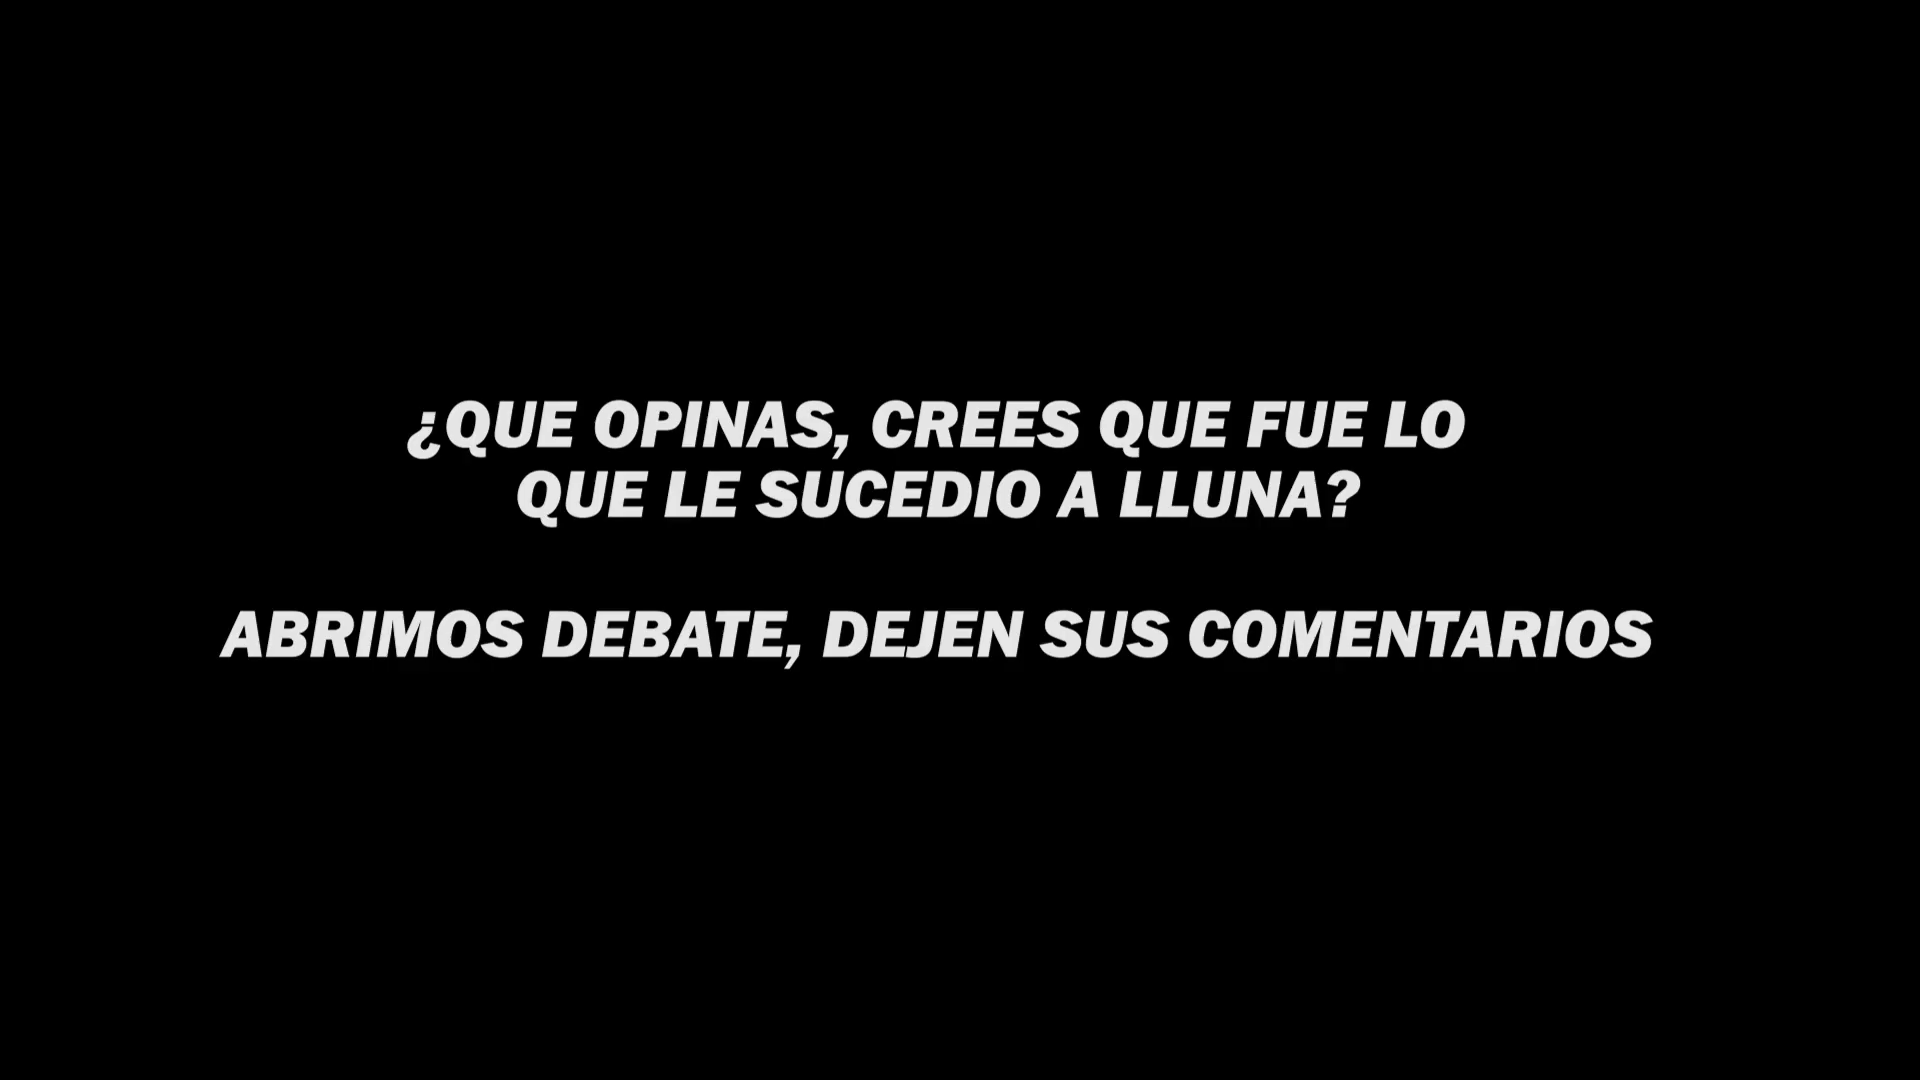 ¿QUE OPINAS, CREES QUE FUE LO
QUE LE SUCEDIO A LLUNA?
ABRIMOS DEBATE, DEJEN SUS COMENTARIOS